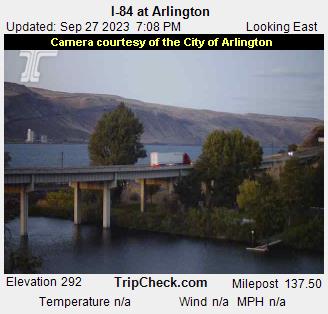 I-84 at Arlington
Updated: Sep 27 2023 7:08 PM Looking East
Camera courtesy of the City of Arlington
Elevation 292 TripCheck.com Milepost 137.50
Temperature n/a Wind n/a MPH n/a